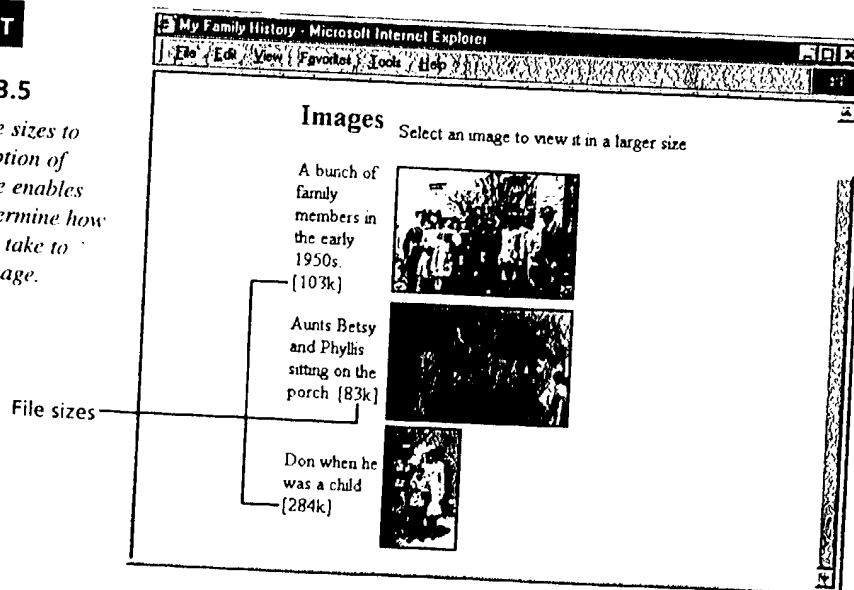 T
3.5
e sizes to
ption of
e enables
ermine how
take to
age.
File sizes
My Family History - Microsoft Internet Explorer
File Edit View Favorites Tools Help
Images
Select an image to view it in a larger size
A bunch of
family
members in
the early
1950s.
[103k]
Aunts Betsy
and Phyllis
sitting on the
porch [83k]
Don when he
was a child
[284k]